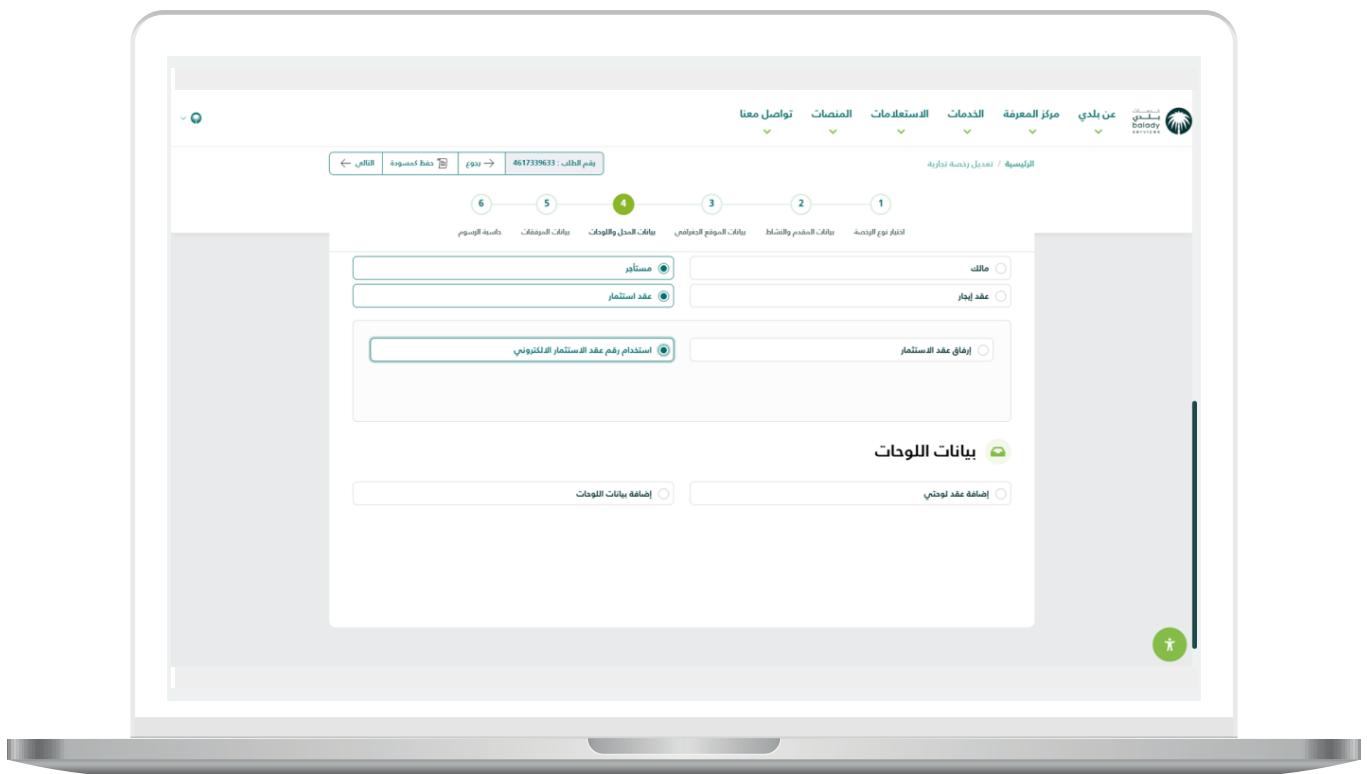 خدمات
بلدي
balady
SERVICES
عن بلدي
مركز المعرفة
الخدمات
الاستعلامات
المنصات
تواصل معنا
الرئيسية / تعديل رخصة تجارية
رقم الطلب : 4617339633
رجوع
حفظ كمسودة
التالي
1
2
3
4
5
6
اختيار نوع الرخصة
بيانات المقدم والنشاط
بيانات الموقع الجغرافي
بيانات المحل واللوحات
بيانات المرفقات
حاسبة الرسوم
مالك
مستأجر
عقد إيجار
عقد استثمار
إرفاق عقد الاستثمار
استخدام رقم عقد الاستثمار الالكتروني
بيانات اللوحات
إضافة عقد لوحتي
إضافة بيانات اللوحات